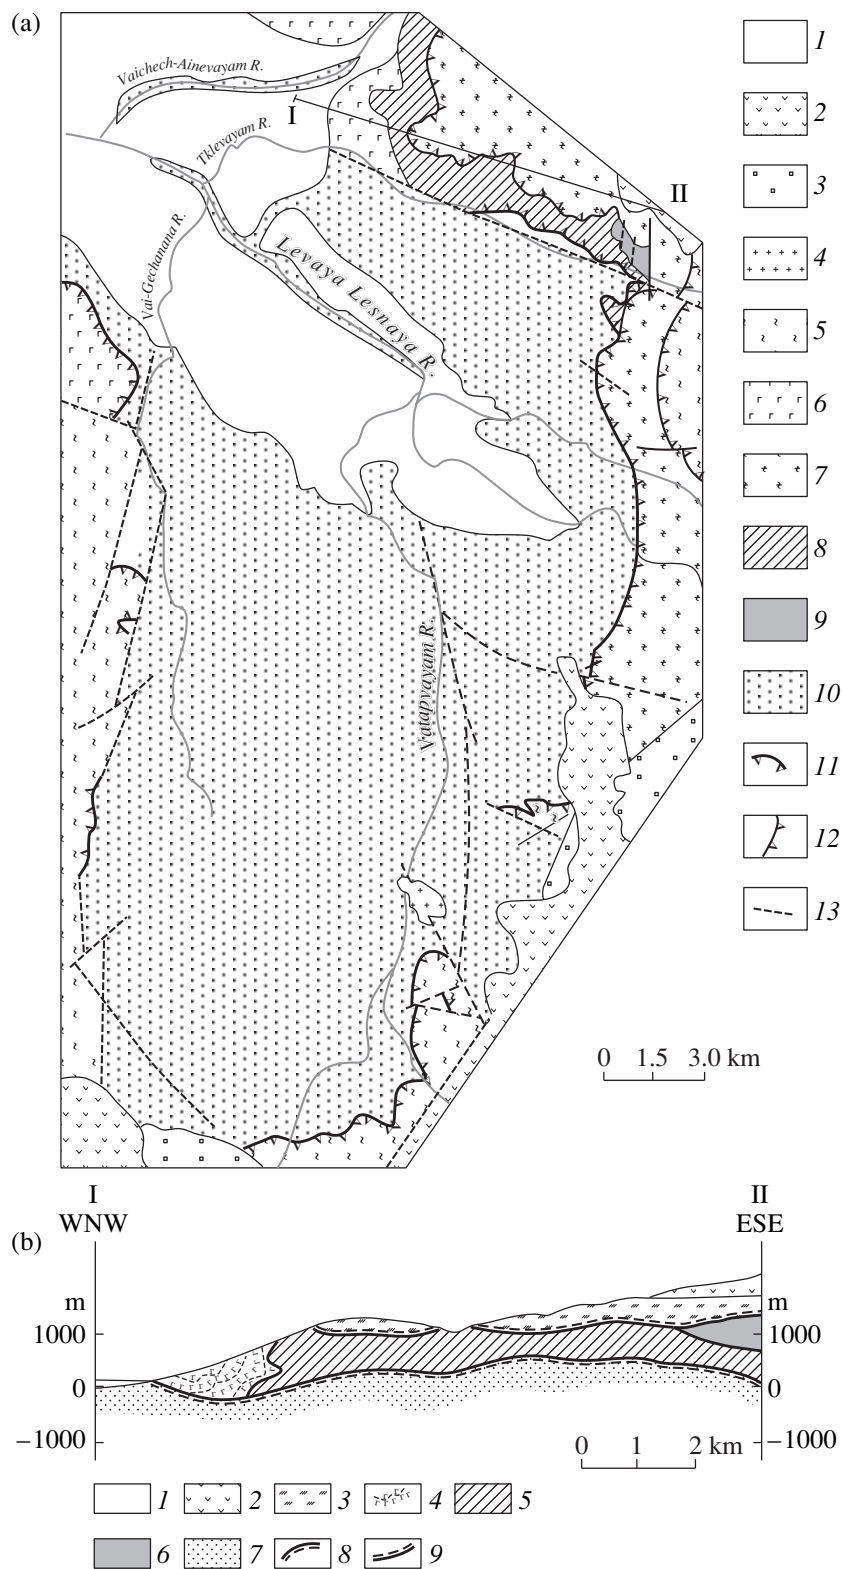 (a)
Vaichech-Ainevayam R.
I
Tklevayam R.
II
Vai-Gechanana R.
Levaya Lesnaya R.
Vatapvayam R.
1
2
3
4
5
6
7
8
9
10
11
12
13
0 1.5 3.0 km
I II
WNW ESE
(b)
m m
1000 1000
0 0
−1000 −1000
0 1 2 km
1 2 3 4 5
6 7 8 9